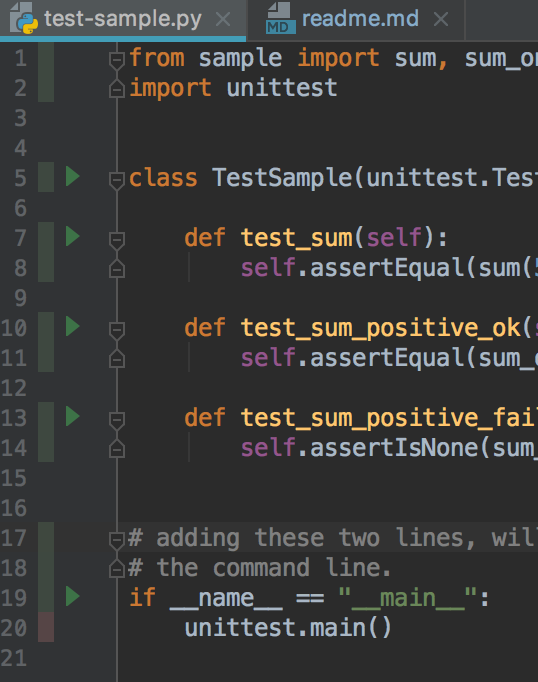 test-sample.py readme.md
MD
1 from sample import sum, sum_o
2 import unittest
3
4
5 class TestSample(unittest.Tes
6
7 def test_sum(self):
8 self.assertEqual(sum(
9
10 def test_sum_positive_ok(
11 self.assertEqual(sum_
12
13 def test_sum_positive_fai
14 self.assertIsNone(sum_
15
16
17 # adding these two lines, wil
18 # the command line.
19 if __name__ == "__main__":
20 unittest.main()
21